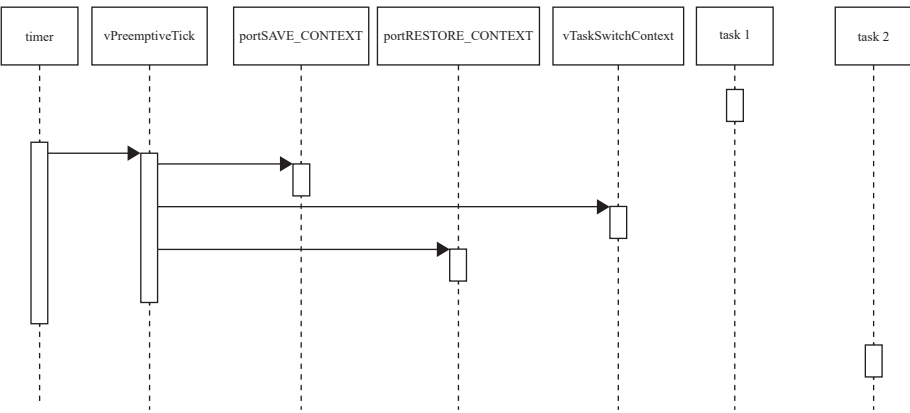 timer
vPreemptiveTick
portSAVE_CONTEXT
portRESTORE_CONTEXT
vTaskSwitchContext
task 1
task 2